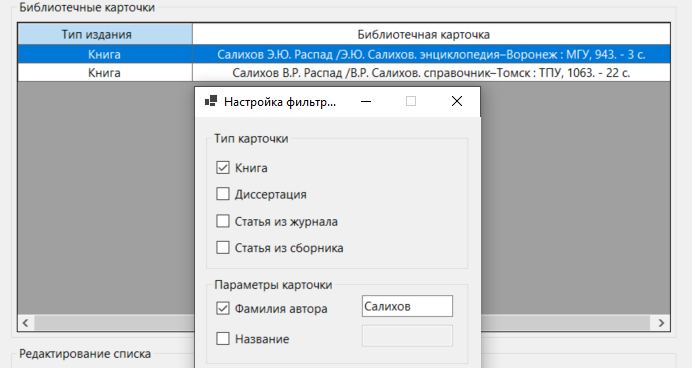 Библиотечные карточки
Тип издания Библиотечная карточка
Книга Салихов Э.Ю. Распад /Э.Ю. Салихов. энциклопедия–Воронеж : МГУ, 943. - 3 с.
Книга Салихов В.Р. Распад /В.Р. Салихов. справочник–Томск : ТПУ, 1063. - 22 с.
Настройка фильтр...
Тип карточки
Книга
Диссертация
Статья из журнала
Статья из сборника
Параметры карточки
Фамилия автора Салихов
Название
Редактирование списка